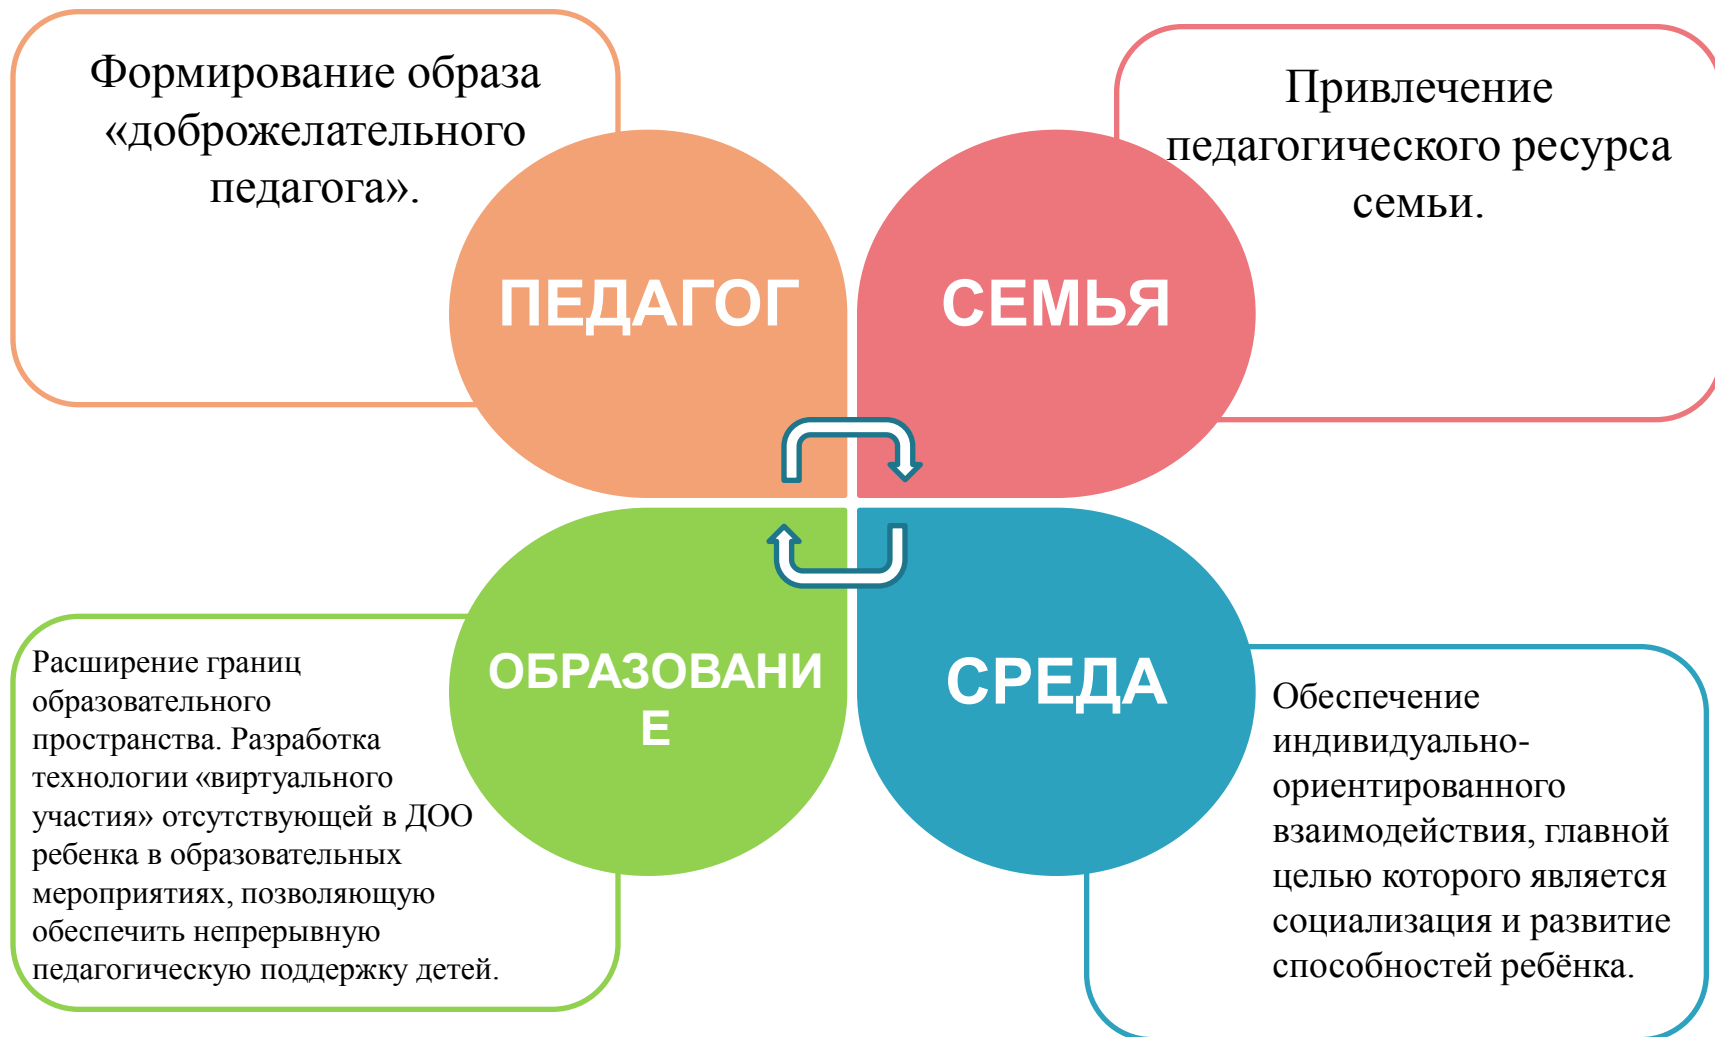 Формирование образа
«доброжелательного
педагога».
Привлечение
педагогического ресурса
семьи.
ПЕДАГОГ
СЕМЬЯ
ОБРАЗОВАНИ
Е
СРЕДА
Расширение границ
образовательного
пространства. Разработка
технологии «виртуального
участия» отсутствующей в ДОО
ребенка в образовательных
мероприятиях, позволяющую
обеспечить непрерывную
педагогическую поддержку детей.
Обеспечение
индивидуально-
ориентированного
взаимодействия, главной
целью которого является
социализация и развитие
способностей ребёнка.